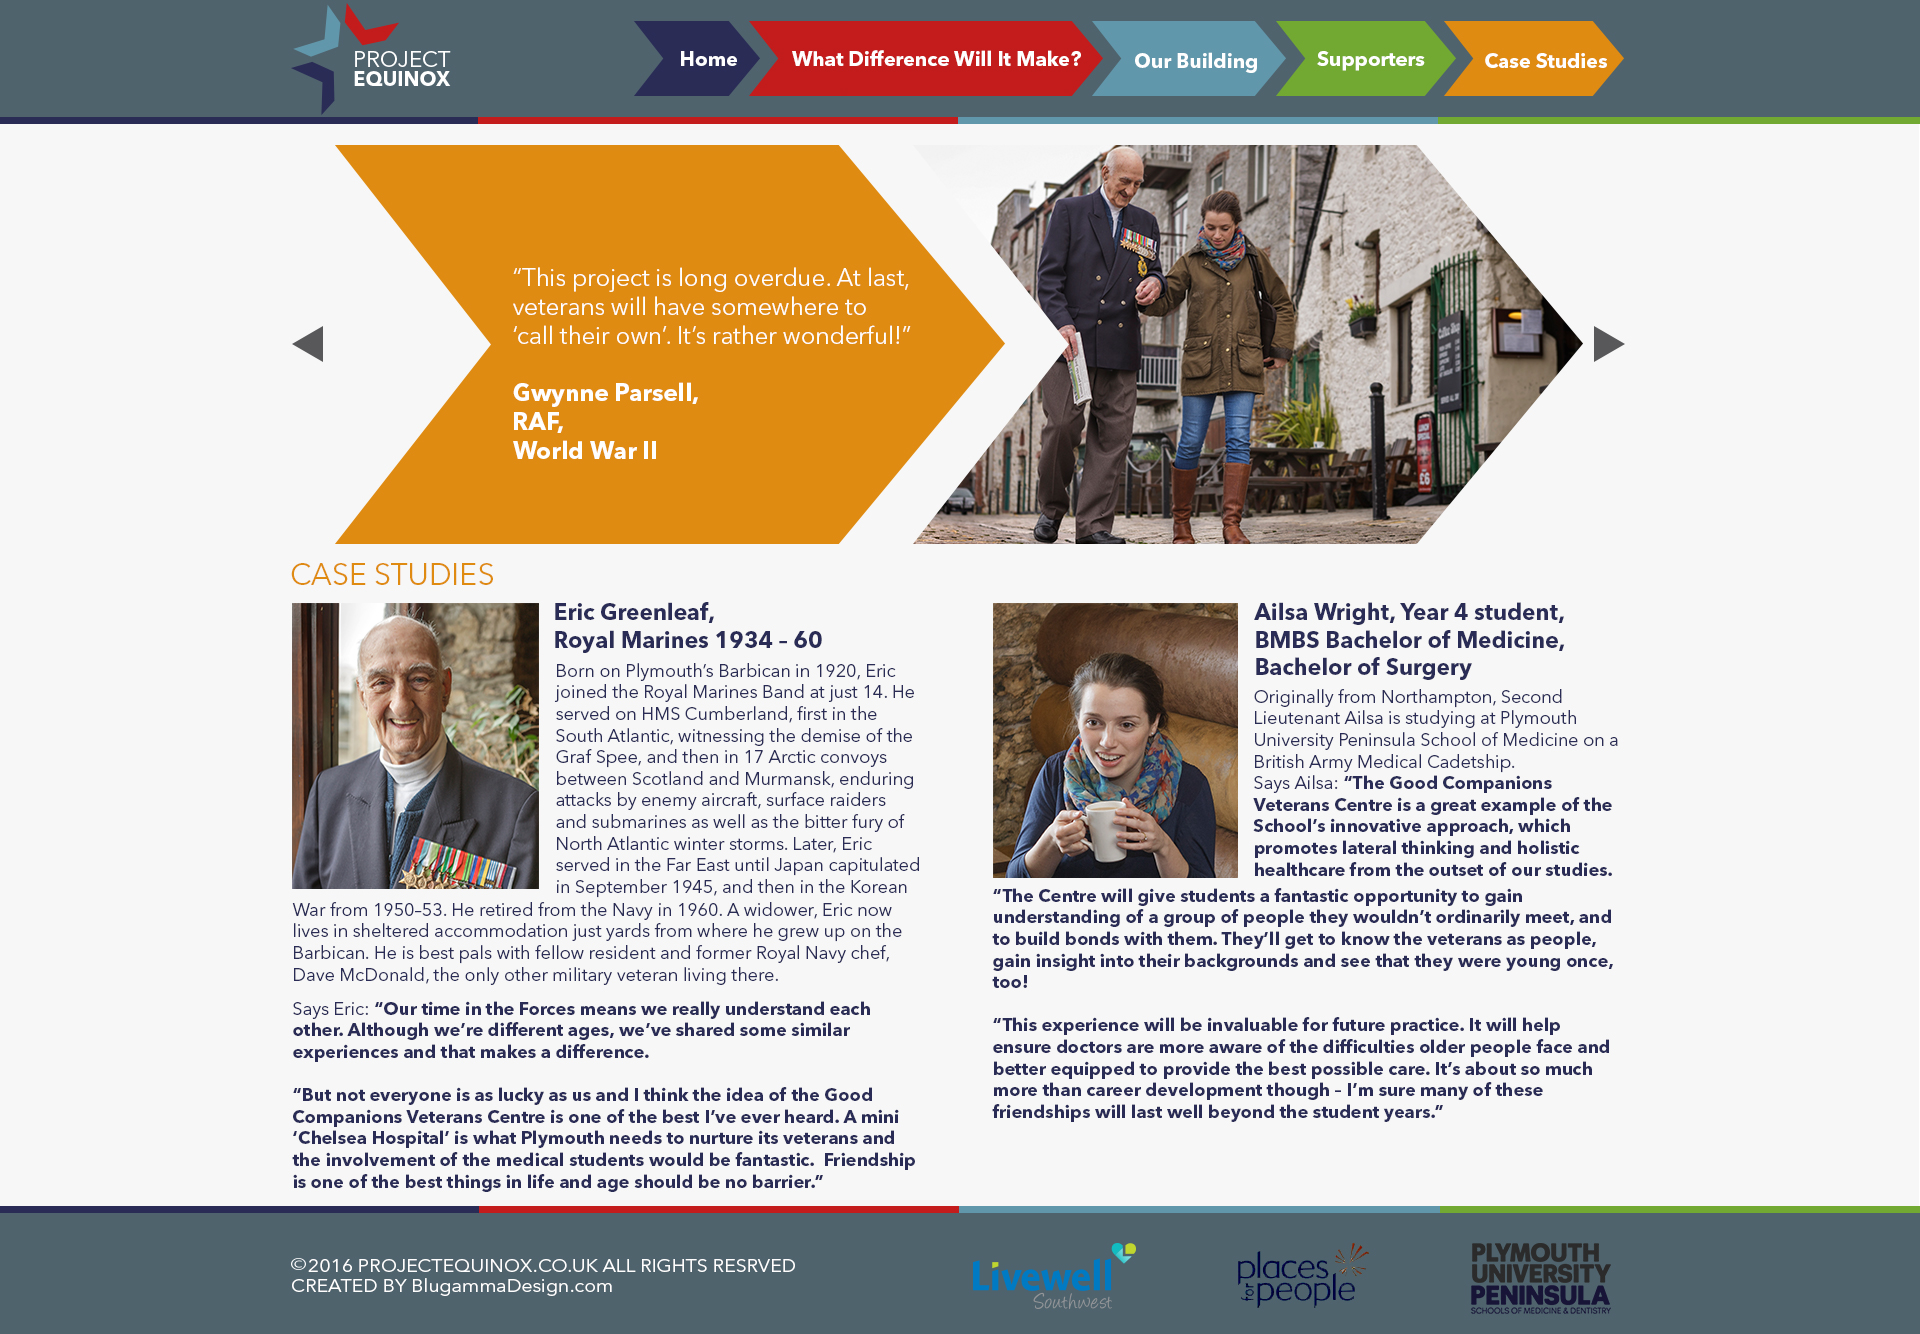 PROJECT
EQUINOX
Home
What Difference Will It Make?
Our Building
Supporters
Case Studies
“This project is long overdue. At last,
veterans will have somewhere to
‘call their own’. It’s rather wonderful!”
Gwynne Parsell,
RAF,
World War II
CASE STUDIES
Eric Greenleaf,
Royal Marines 1934 – 60
Born on Plymouth’s Barbican in 1920, Eric
joined the Royal Marines Band at just 14. He
served on HMS Cumberland, first in the
South Atlantic, witnessing the demise of the
Graf Spee, and then in 17 Arctic convoys
between Scotland and Murmansk, enduring
attacks by enemy aircraft, surface raiders
and submarines as well as the bitter fury of
North Atlantic winter storms. Later, Eric
served in the Far East until Japan capitulated
in September 1945, and then in the Korean
War from 1950–53. He retired from the Navy in 1960. A widower, Eric now
lives in sheltered accommodation just yards from where he grew up on the
Barbican. He is best pals with fellow resident and former Royal Navy chef,
Dave McDonald, the only other military veteran living there.
Says Eric: “Our time in the Forces means we really understand each
other. Although we’re different ages, we’ve shared some similar
experiences and that makes a difference.
“But not everyone is as lucky as us and I think the idea of the Good
Companions Veterans Centre is one of the best I’ve ever heard. A mini
‘Chelsea Hospital’ is what Plymouth needs to nurture its veterans and
the involvement of the medical students would be fantastic.  Friendship
is one of the best things in life and age should be no barrier.”
Ailsa Wright, Year 4 student,
BMBS Bachelor of Medicine,
Bachelor of Surgery
Originally from Northampton, Second
Lieutenant Ailsa is studying at Plymouth
University Peninsula School of Medicine on a
British Army Medical Cadetship.
Says Ailsa: “The Good Companions
Veterans Centre is a great example of the
School’s innovative approach, which
promotes lateral thinking and holistic
healthcare from the outset of our studies.
“The Centre will give students a fantastic opportunity to gain
understanding of a group of people they wouldn’t ordinarily meet, and
to build bonds with them. They’ll get to know the veterans as people,
gain insight into their backgrounds and see that they were young once,
too!
“This experience will be invaluable for future practice. It will help
ensure doctors are more aware of the difficulties older people face and
better equipped to provide the best possible care. It’s about so much
more than career development though – I’m sure many of these
friendships will last well beyond the student years.”
©2016 PROJECTEQUINOX.CO.UK ALL RIGHTS RESRVED
CREATED BY BlugammaDesign.com
Livewell
Southwest
places
for people
PLYMOUTH
UNIVERSITY
PENINSULA
SCHOOLS OF MEDICINE & DENTISTRY